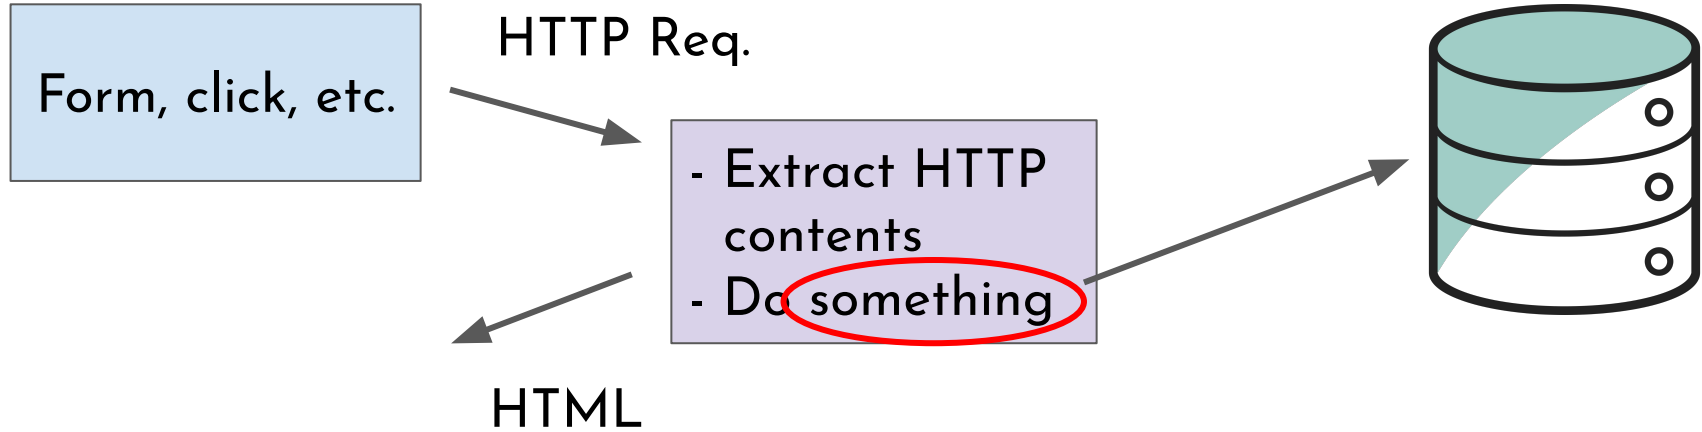 Form, click, etc.
HTTP Req.
- Extract HTTP
contents
- Do something
HTML